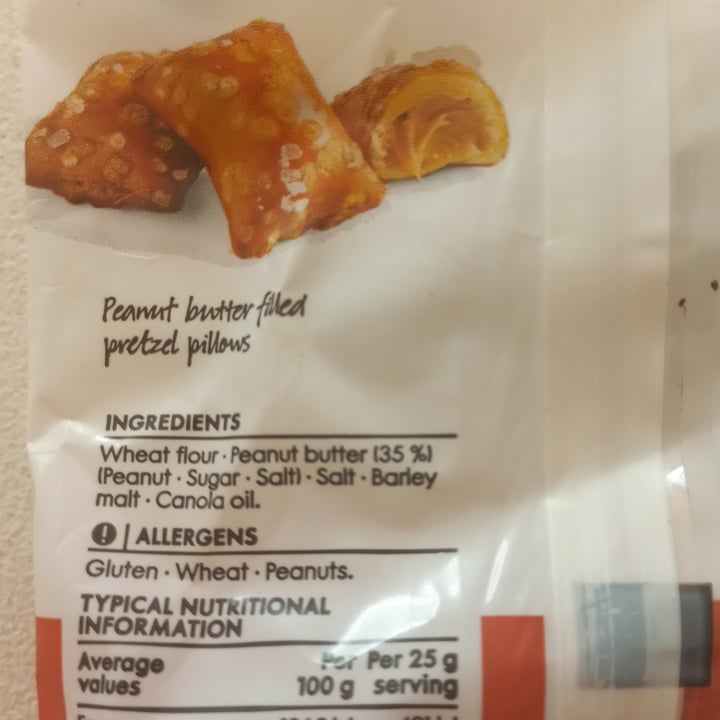 Peanut butter filled
pretzel pillows
INGREDIENTS
Wheat flour · Peanut butter (35 %)
(Peanut · Sugar · Salt) · Salt · Barley
malt · Canola oil.
! | ALLERGENS
Gluten · Wheat · Peanuts.
TYPICAL NUTRITIONAL
INFORMATION
Average Per Per 25 g
values 100 g serving